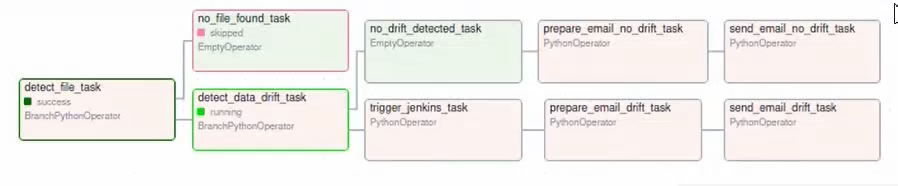 detect_file_task
success
BranchPythonOperator
no_file_found_task
skipped
EmptyOperator
detect_data_drift_task
running
BranchPythonOperator
no_drift_detected_task
EmptyOperator
trigger_jenkins_task
PythonOperator
prepare_email_no_drift_task
PythonOperator
prepare_email_drift_task
PythonOperator
send_email_no_drift_task
PythonOperator
send_email_drift_task
PythonOperator